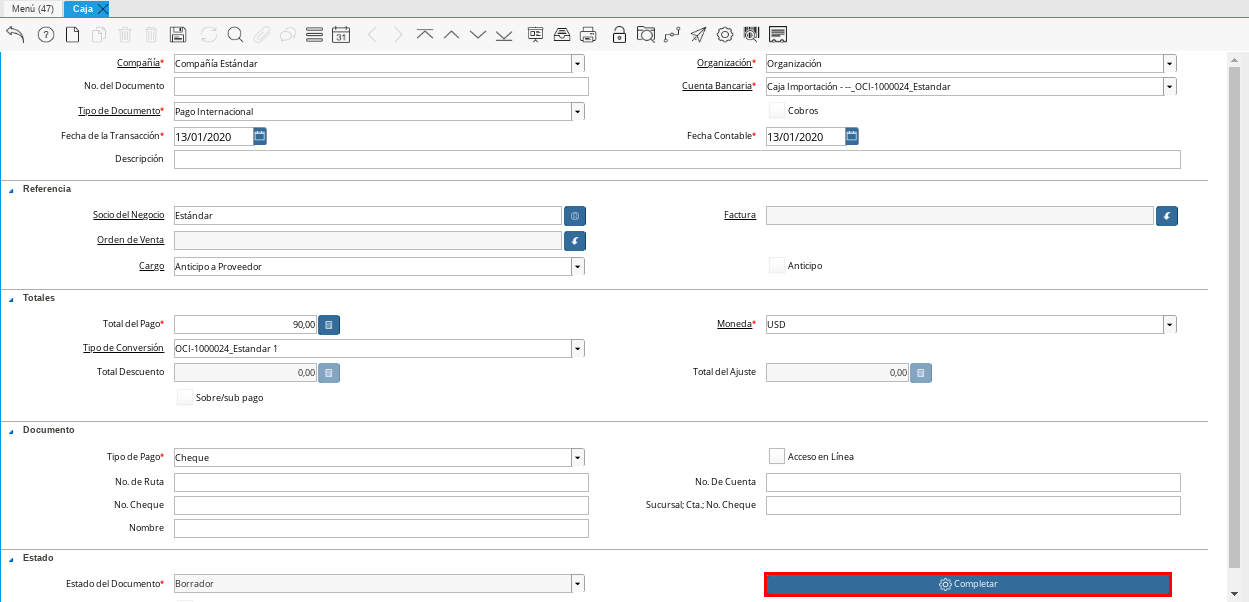 Menú (47) Caja
31
Compañía* Compañía Estándar Organización* Organización
No. del Documento Cuenta Bancaria* Caja Importación - --_OCI-1000024_Estandar
Tipo de Documento* Pago Internacional Cobros
Fecha de la Transacción* 13/01/2020 Fecha Contable* 13/01/2020
Descripción
Referencia
Socio del Negocio Estándar Factura
Orden de Venta
Cargo Anticipo a Proveedor Anticipo
Totales
Total del Pago* 90,00 Moneda* USD
Tipo de Conversión OCI-1000024_Estandar 1
Total Descuento 0,00 Total del Ajuste 0,00
Sobre/sub pago
Documento
Tipo de Pago* Cheque Acceso en Línea
No. de Ruta No. De Cuenta
No. Cheque Sucursal; Cta.; No. Cheque
Nombre
Estado
Estado del Documento* Borrador Completar